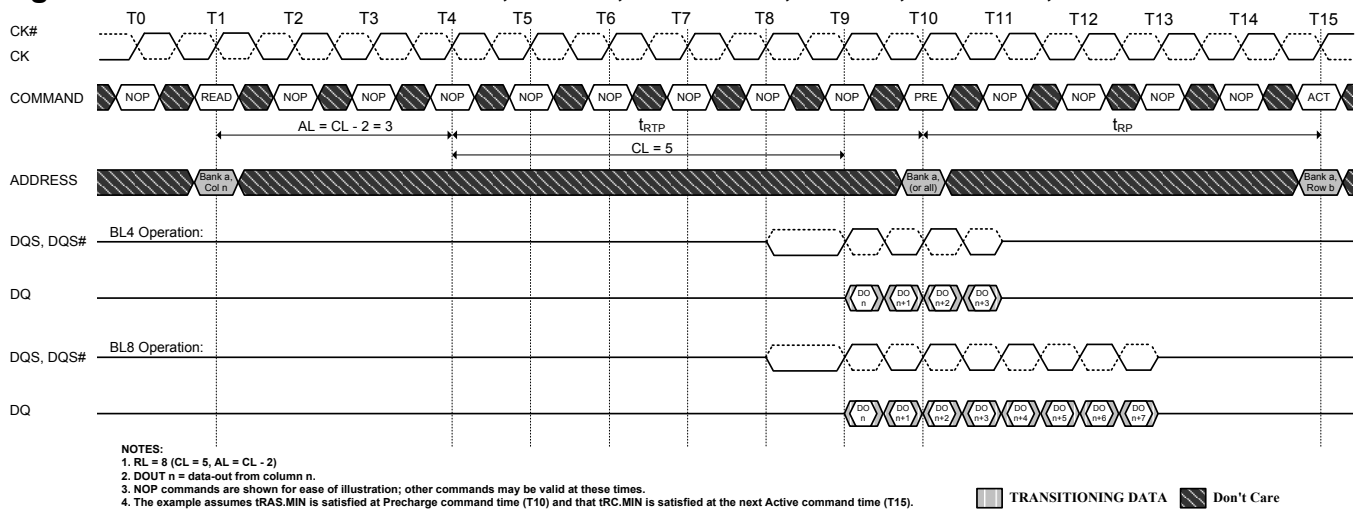 T0 T1 T2 T3 T4 T5 T6 T7 T8 T9 T10 T11 T12 T13 T14 T15
CK#
CK
COMMAND NOP READ NOP NOP NOP NOP NOP NOP NOP NOP PRE NOP NOP NOP NOP ACT
AL = CL - 2 = 3 tRTP tRP
CL = 5
ADDRESS Bank a, Col n Bank a, (or all) Bank a, Row b
BL4 Operation:
DQS, DQS#
DQ DO n DO n+1 DO n+2 DO n+3
BL8 Operation:
DQS, DQS#
DQ DO n DO n+1 DO n+2 DO n+3 DO n+4 DO n+5 DO n+6 DO n+7
NOTES:
1. RL = 8 (CL = 5, AL = CL - 2)
2. DOUT n = data-out from column n.
3. NOP commands are shown for ease of illustration; other commands may be valid at these times.
4. The example assumes tRAS.MIN is satisfied at Precharge command time (T10) and that tRC.MIN is satisfied at the next Active command time (T15).
TRANSITIONING DATA Don't Care